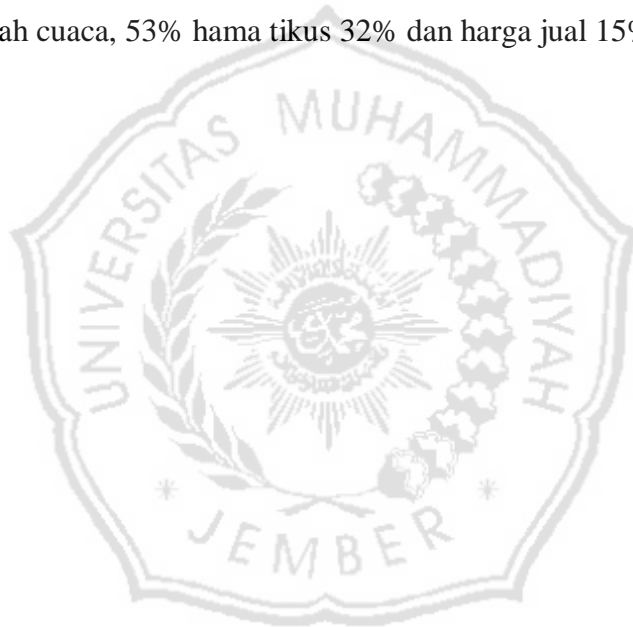 ah cuaca, 53% hama tikus 32% dan harga jual 15%
UNIVERSITAS MUHAMMADIYAH
JEMBER